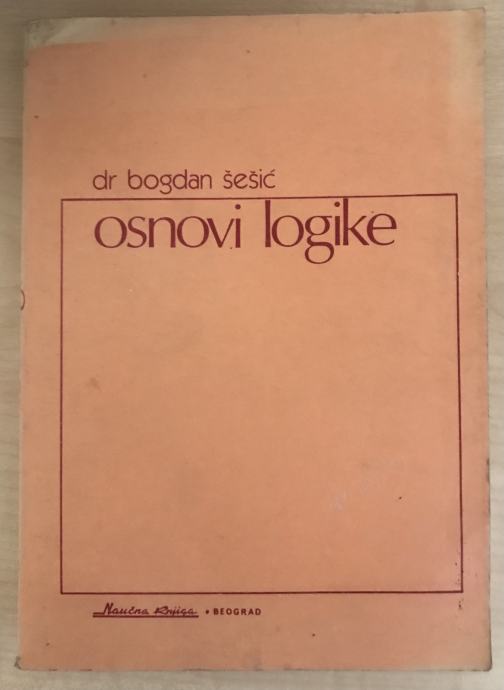 dr bogdan šešić
osnovi logike
Naučna Knjiga • BEOGRAD